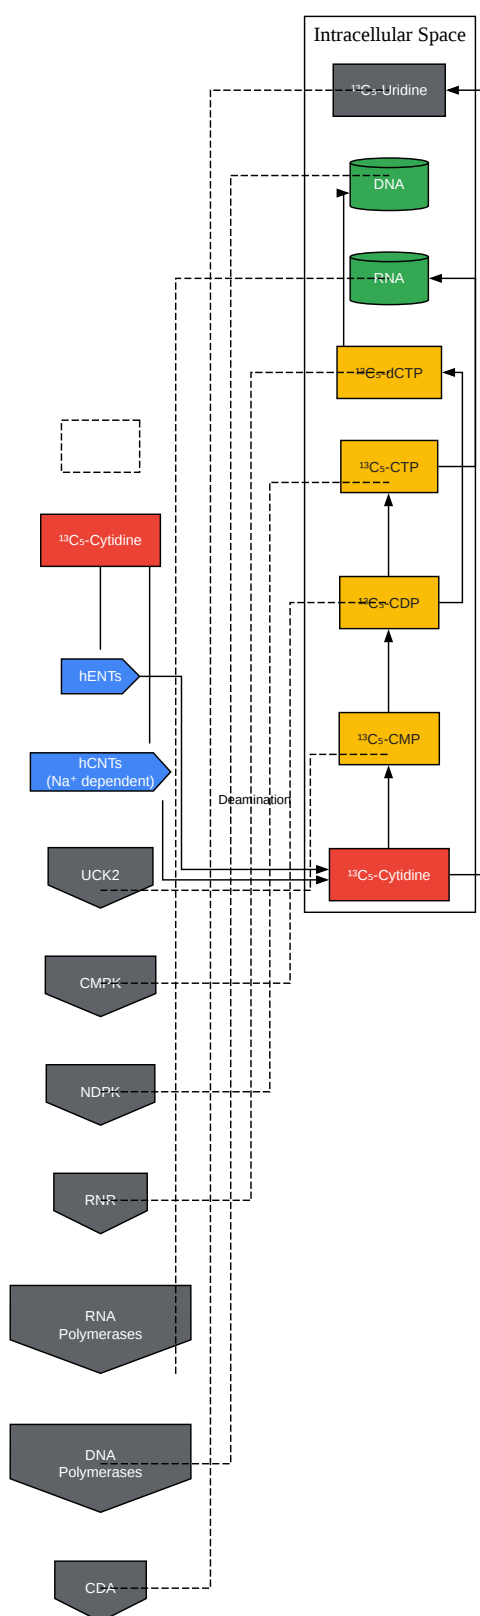 Intracellular Space
¹³C₅-Uridine
DNA
RNA
¹³C₅-dCTP
¹³C₅-CTP
¹³C₅-Cytidine
¹³C₅-CDP
hENTs
¹³C₅-CMP
hCNTs
(Na⁺ dependent)
Deamination
UCK2
¹³C₅-Cytidine
CMPK
NDPK
RNR
RNA
Polymerases
DNA
Polymerases
CDA